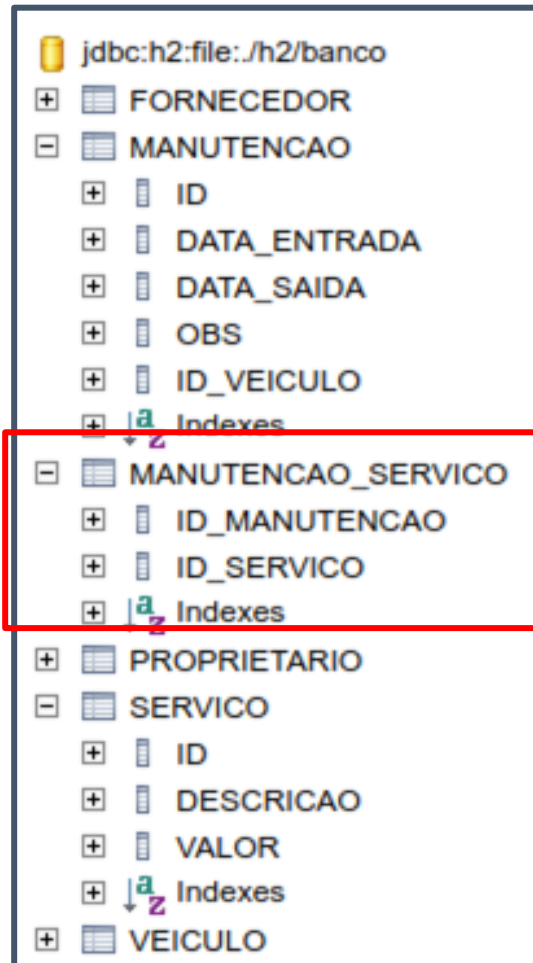 jdbc:h2:file:./h2/banco
FORNECEDOR
MANUTENCAO
ID
DATA_ENTRADA
DATA_SAIDA
OBS
ID_VEICULO
Indexes
MANUTENCAO_SERVICO
ID_MANUTENCAO
ID_SERVICO
Indexes
PROPRIETARIO
SERVICO
ID
DESCRICAO
VALOR
Indexes
VEICULO